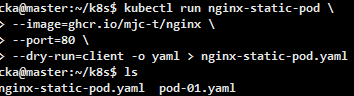 cka@master:~/k8s$ kubectl run nginx-static-pod \
> --image=ghcr.io/mjc-t/nginx \
> --port=80 \
> --dry-run=client -o yaml > nginx-static-pod.yaml
cka@master:~/k8s$ ls
nginx-static-pod.yaml  pod-01.yaml